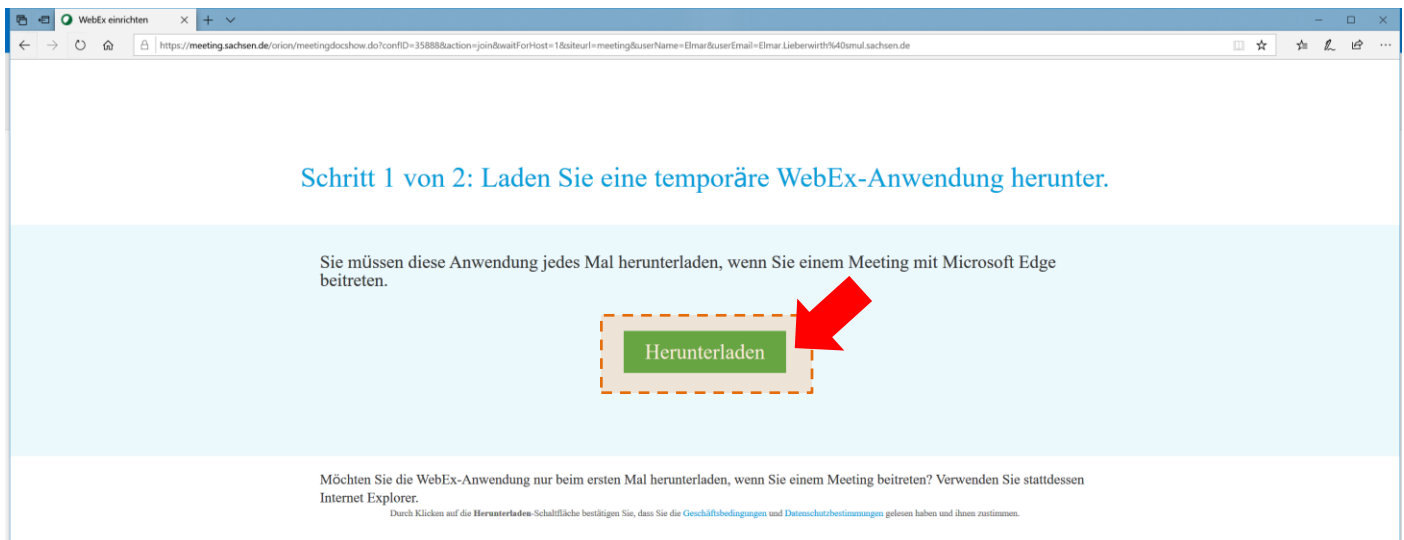 WebEx einrichten
https://meeting.sachsen.de/orion/meetingdocshow.do?confID=35888&action=join&waitForHost=1&siteurl=meeting&userName=Elmar&userEmail=Elmar.Lieberwirth%40smul.sachsen.de
Schritt 1 von 2: Laden Sie eine temporäre WebEx-Anwendung herunter.
Sie müssen diese Anwendung jedes Mal herunterladen, wenn Sie einem Meeting mit Microsoft Edge
beitreten.
Herunterladen
Möchten Sie die WebEx-Anwendung nur beim ersten Mal herunterladen, wenn Sie einem Meeting beitreten? Verwenden Sie stattdessen
Internet Explorer.
Durch Klicken auf die Herunterladen-Schaltfläche bestätigen Sie, dass Sie die Geschäftsbedingungen und Datenschutzbestimmungen gelesen haben und ihnen zustimmen.